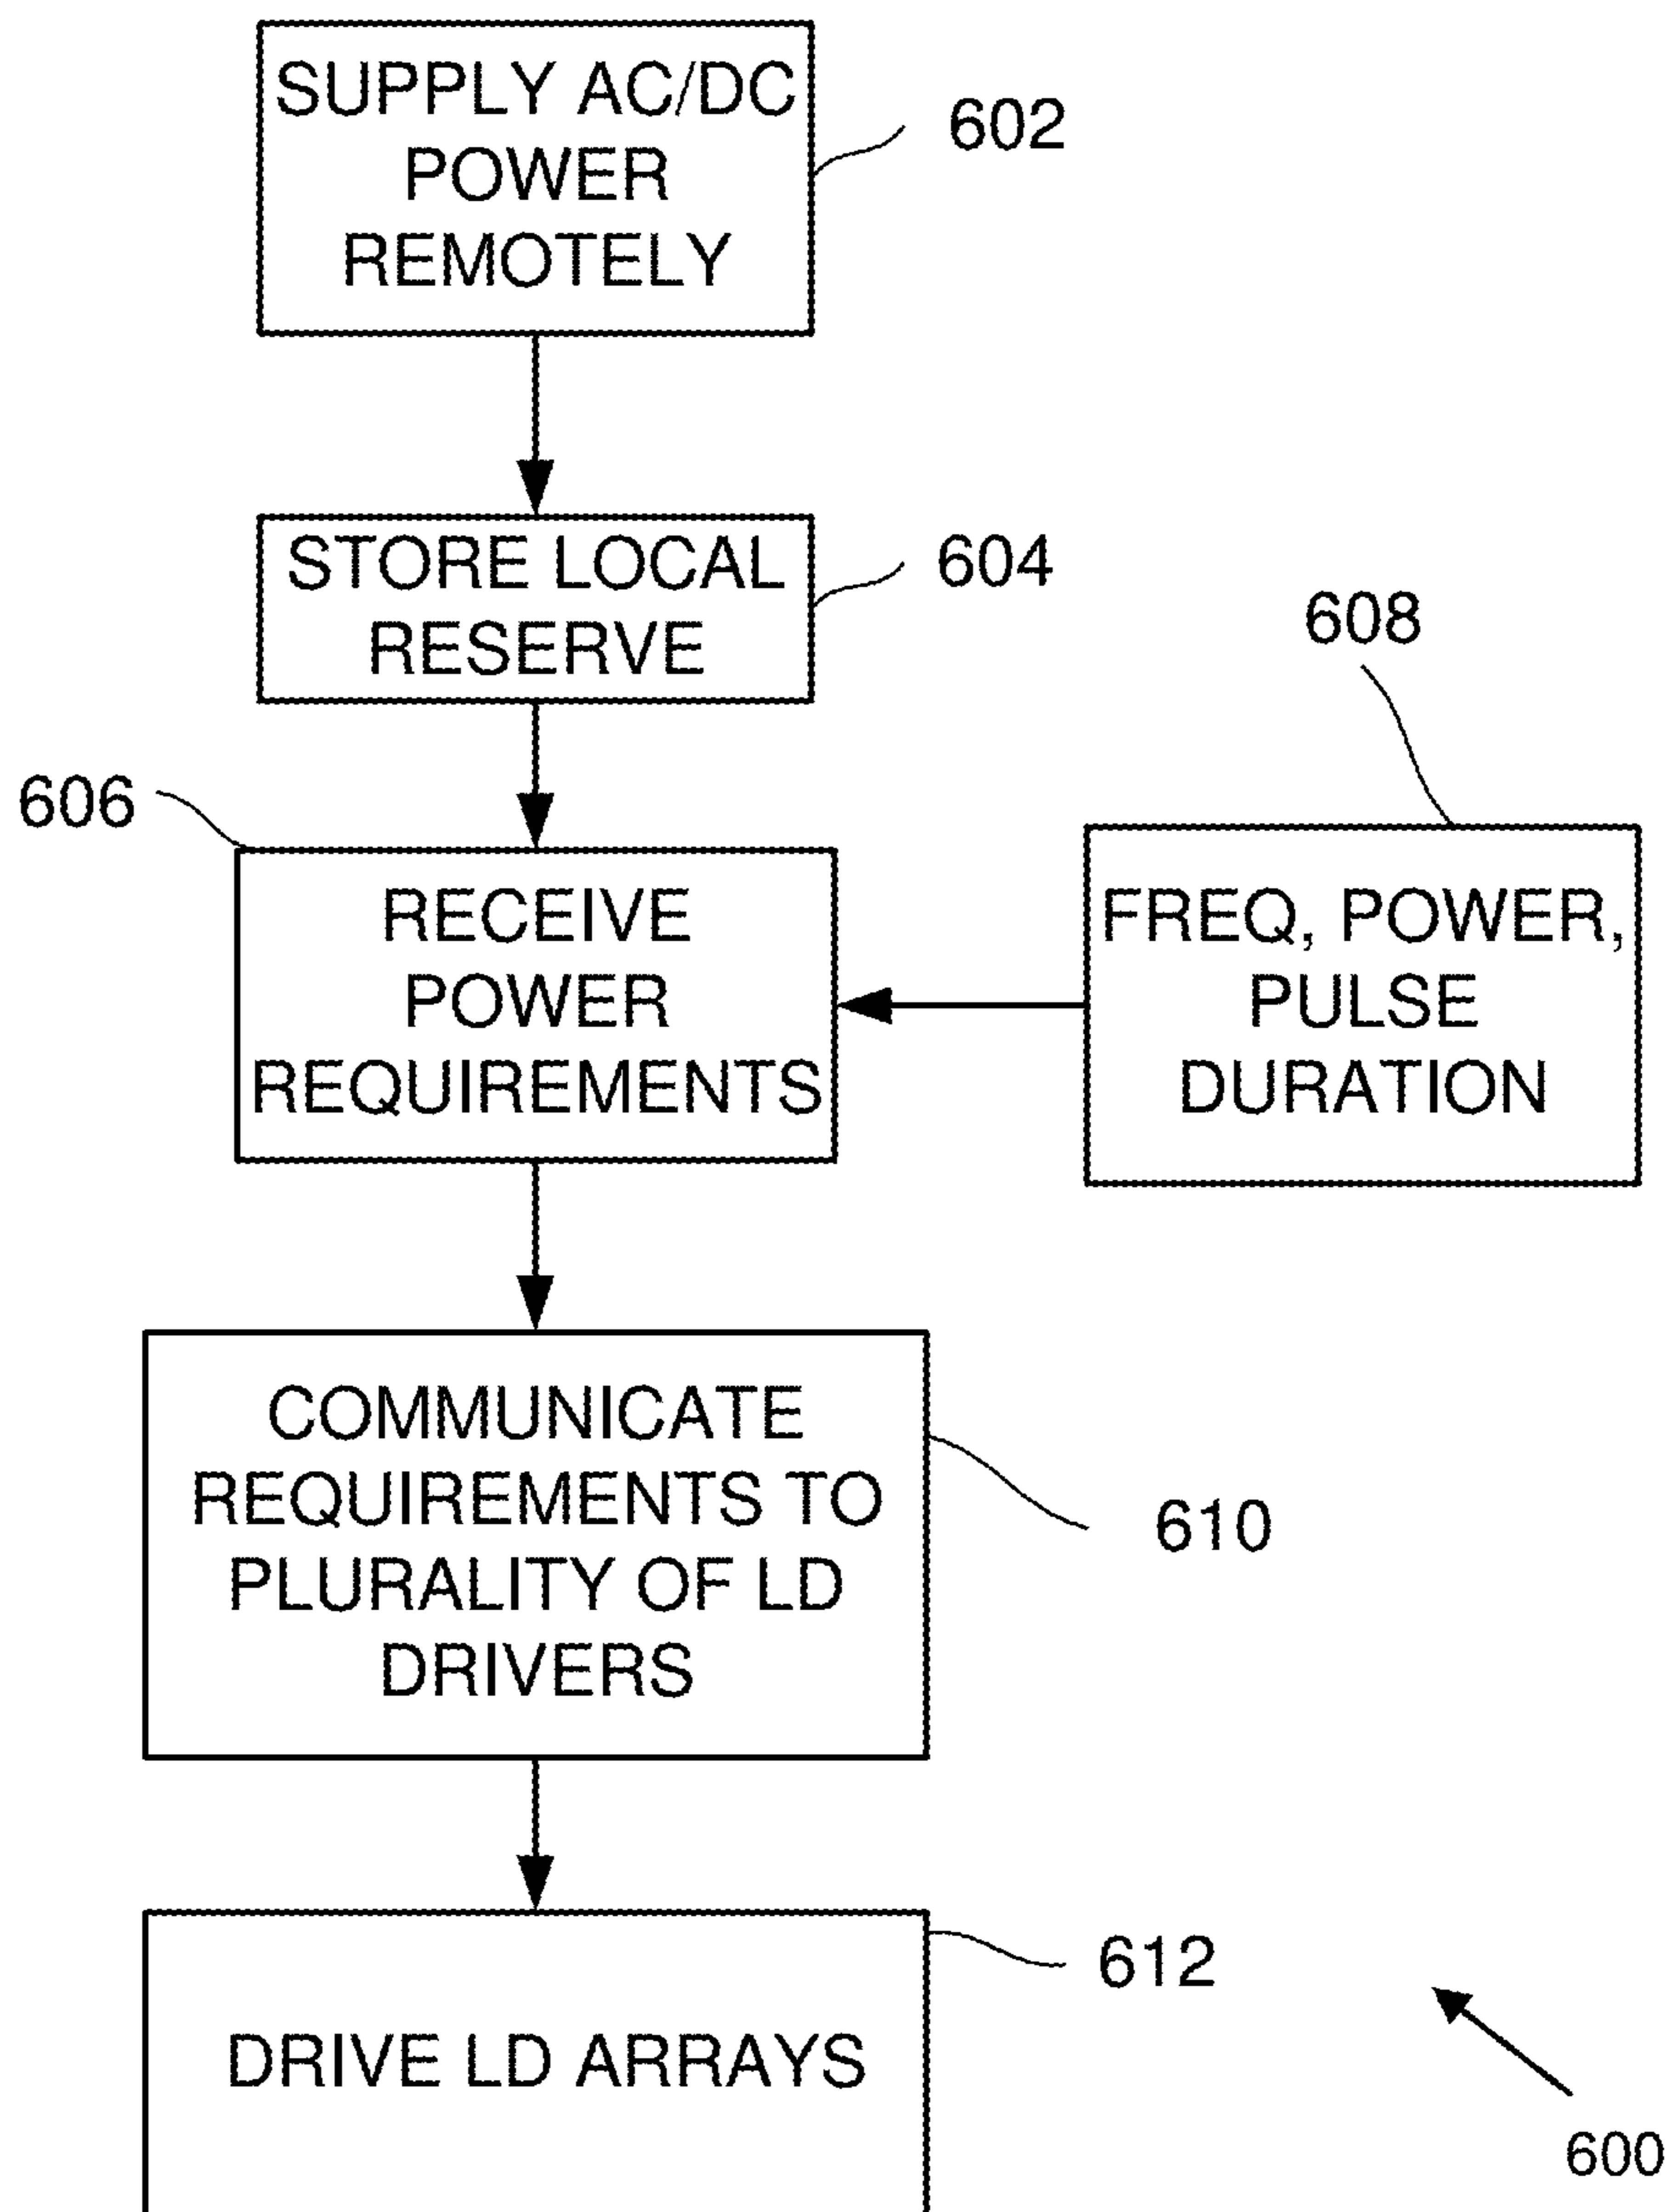 SUPPLY AC/DC
POWER
REMOTELY
602
STORE LOCAL
RESERVE
604
608
606
RECEIVE
POWER
REQUIREMENTS
FREQ, POWER,
PULSE
DURATION
COMMUNICATE
REQUIREMENTS TO
PLURALITY OF LD
DRIVERS
610
612
DRIVE LD ARRAYS
600